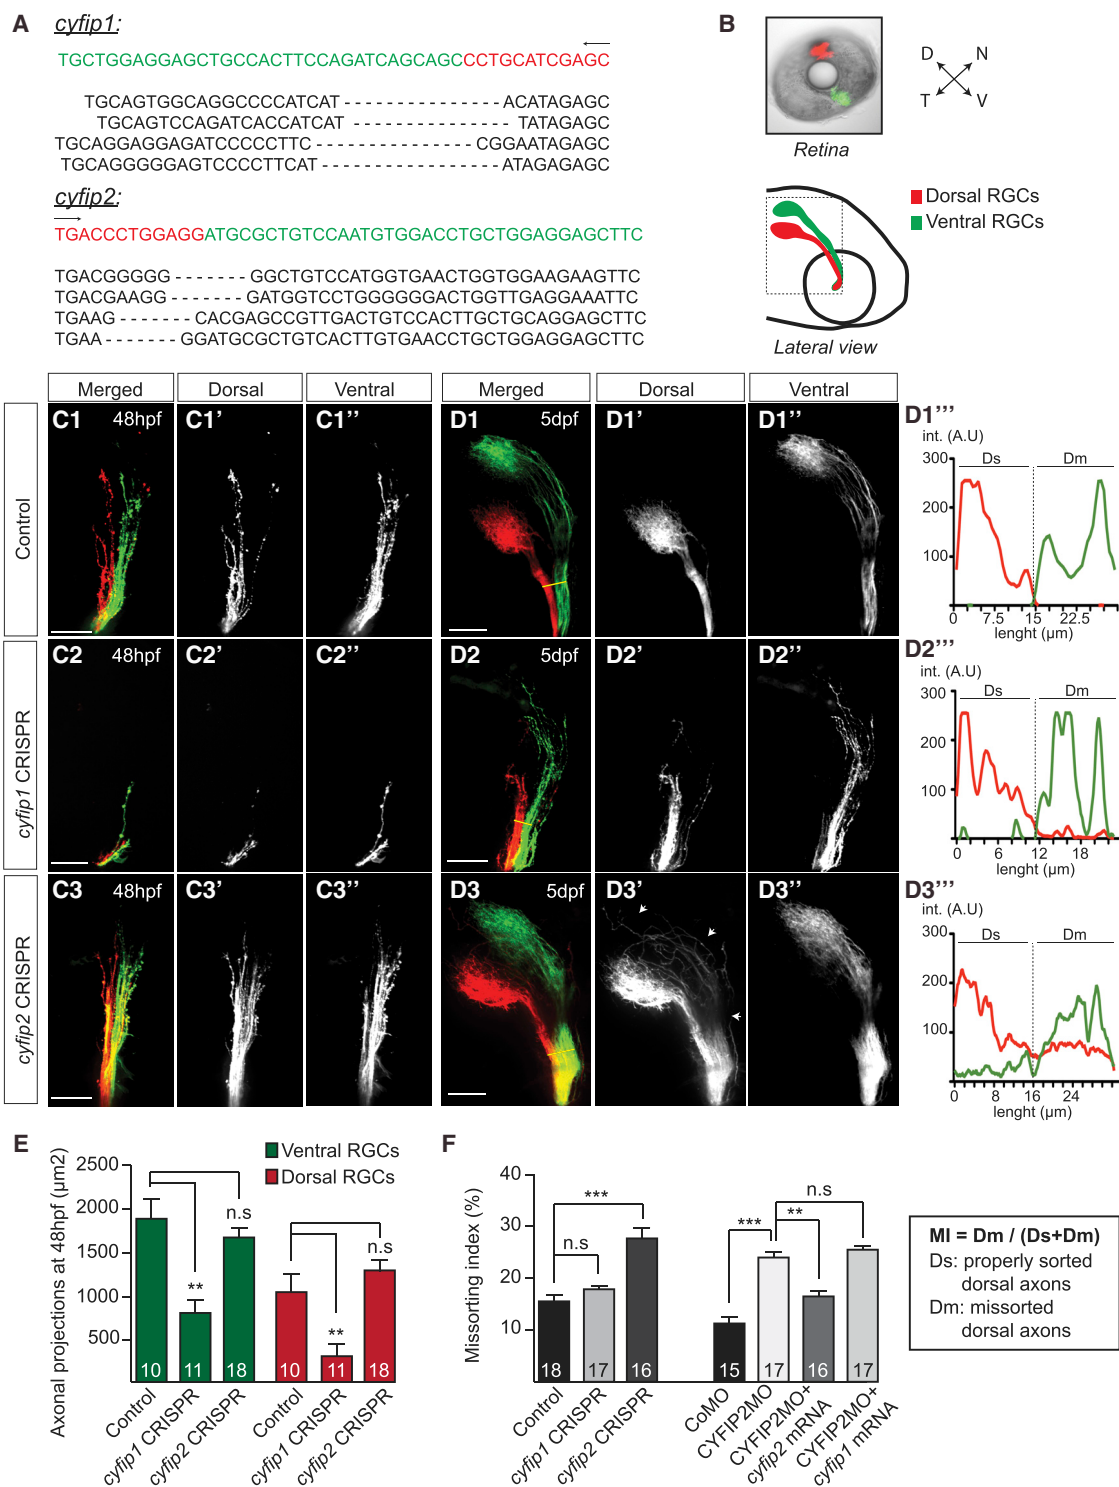 A
cyfip1:
TGCTGGAGGAGCTGCCACTTCCAGATCAGCAGCCCTGCATCGAGC
TGCAGTGGCAGGCCCCATCAT - - - - - - - - - - - - - - - ACATAGAGC
TGCAGTCCAGATCACCATCAT - - - - - - - - - - - - - - - TATAGAGC
TGCAGGAGGAGATCCCCCTTC - - - - - - - - - - - - - - - CGGAATAGAGC
TGCAGGGGGAGTCCCCTTCAT - - - - - - - - - - - - - - - ATAGAGAGC
cyfip2:
TGACCCTGGAGGATGCGCTGTCCAATGTGGACCTGCTGGAGGAGCTTC
TGACGGGGG - - - - - - - GGCTGTCCATGGTGAACTGGTGGAAGAAGTTC
TGACGAAGG - - - - - - - GATGGTCCTGGGGGGACTGGTTGAGGAAATTC
TGAAG - - - - - - - CACGAGCCGTTGACTGTCCACTTGCTGCAGGAGCTTC
TGAA - - - - - - - GGATGCGCTGTCACTTGTGAACCTGCTGGAGGAGCTTC
B
D N
T V
Retina
Dorsal RGCs
Ventral RGCs
Lateral view
Merged Dorsal Ventral Merged Dorsal Ventral
Control
C1 48hpf C1’ C1’’ D1 5dpf D1’ D1’’ D1’’’
int. (A.U)
Ds Dm
300
200
100
0 7.5 15 22.5
lenght (µm)
cyfip1 CRISPR
C2 48hpf C2’ C2’’ D2 5dpf D2’ D2’’ D2’’’
int. (A.U)
Ds Dm
300
200
100
0 6 12 18
lenght (µm)
cyfip2 CRISPR
C3 48hpf C3’ C3’’ D3 5dpf D3’ D3’’ D3’’’
int. (A.U)
Ds Dm
300
200
100
0 8 16 24
lenght (µm)
E
Ventral RGCs
Dorsal RGCs
Axonal projections at 48hpf (µm2)
2500
2000
1500
1000
500
** n.s ** n.s
10 11 18 10 11 18
Control
cyfip1 CRISPR
cyfip2 CRISPR
Control
cyfip1 CRISPR
cyfip2 CRISPR
F
Missorting index (%)
40
30
20
10
***
n.s
n.s
*** **
18 17 16 15 17 16 17
Control
cyfip1 CRISPR
cyfip2 CRISPR
CoMO
CYFIP2MO
CYFIP2MO+
cyfip2 mRNA
CYFIP2MO+
cyfip1 mRNA
MI = Dm / (Ds+Dm)
Ds: properly sorted
dorsal axons
Dm: missorted
dorsal axons